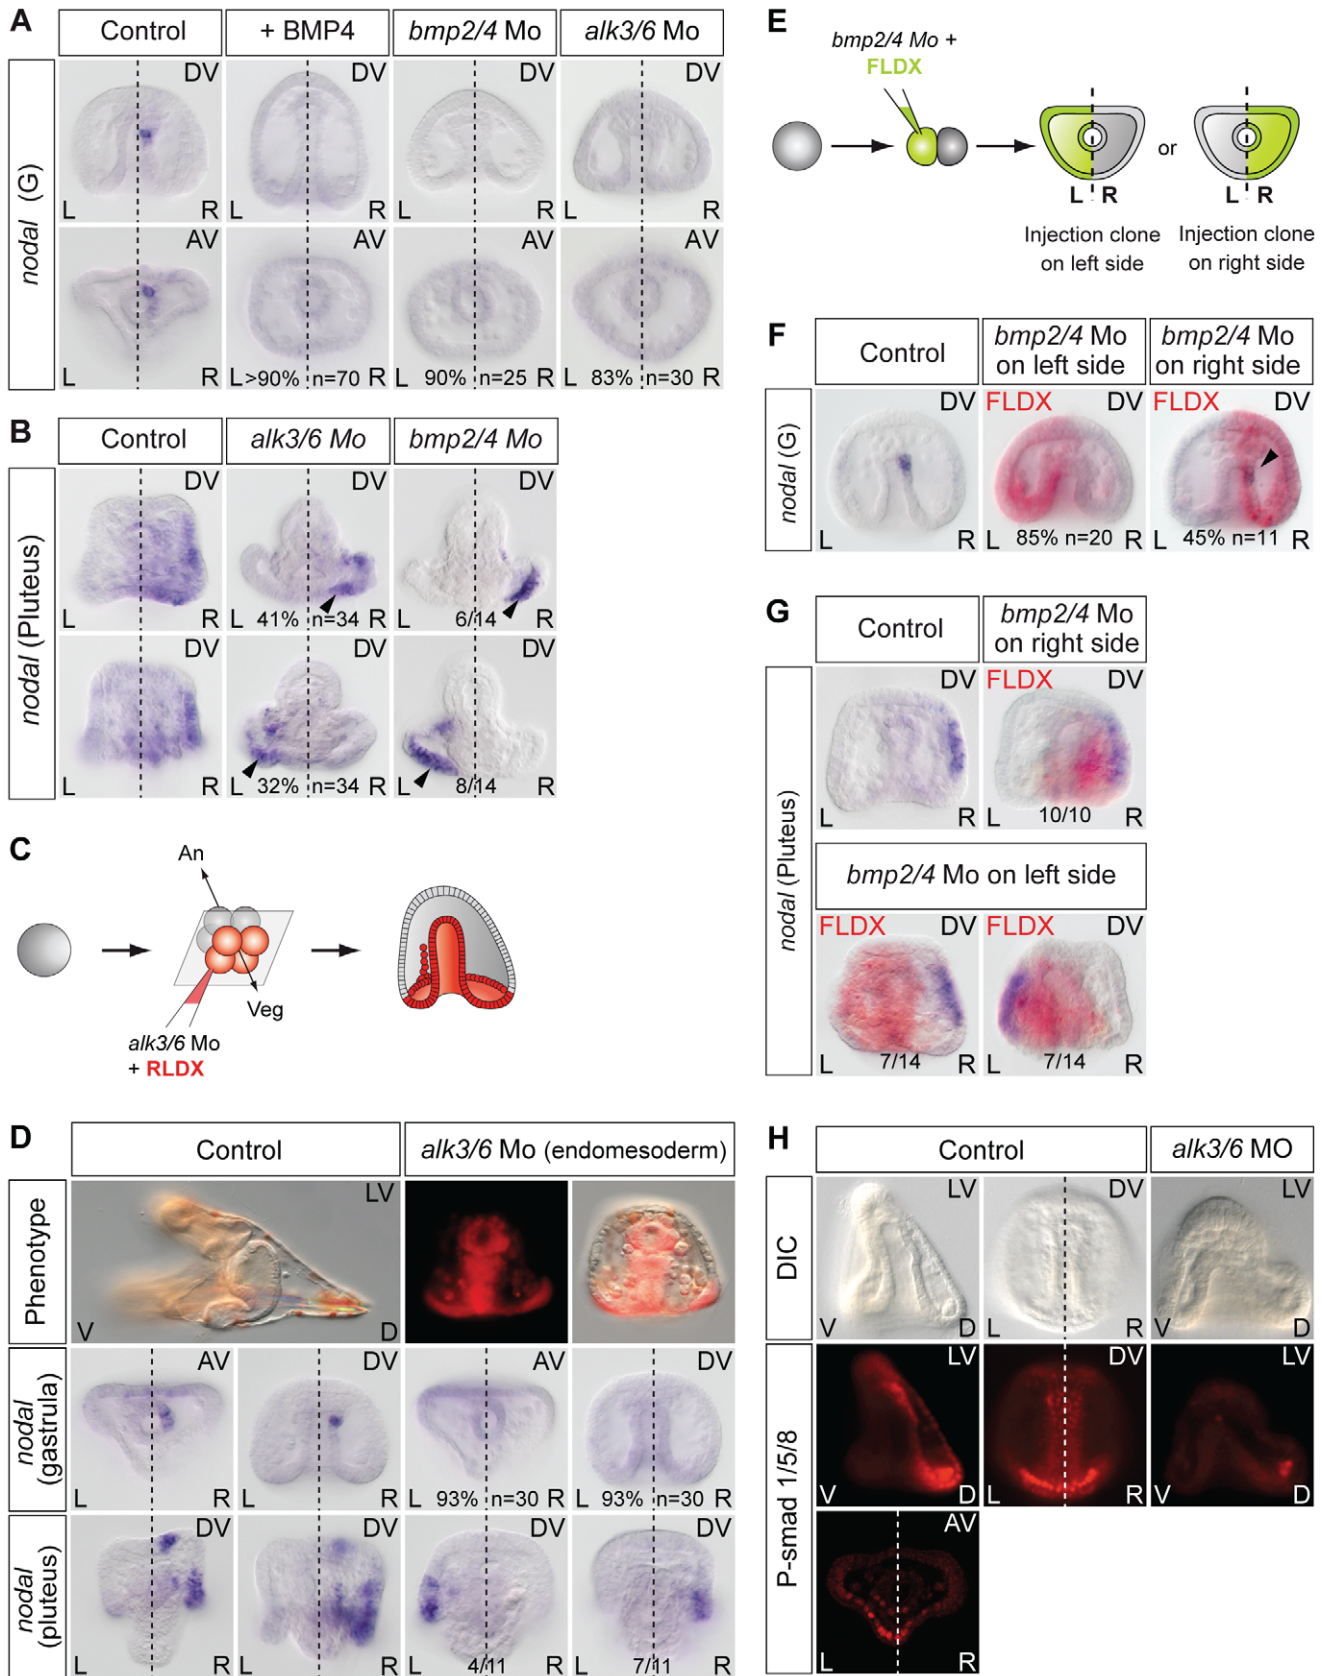 A
Control
+ BMP4
bmp2/4 Mo
alk3/6 Mo
nodal (G)
DV
DV
DV
DV
L R
L R
L R
L R
AV
AV
AV
AV
L R
L >90% n=70 R
L 90% n=25 R
L 83% n=30 R
B
Control
alk3/6 Mo
bmp2/4 Mo
nodal (Pluteus)
DV
DV
DV
L R
L 41% n=34 R
L 6/14 R
DV
DV
DV
L R
L 32% n=34 R
L 8/14 R
C
An
Veg
alk3/6 Mo
+ RLDX
D
Control
alk3/6 Mo (endomesoderm)
Phenotype
LV
V D
nodal
(gastrula)
AV
DV
AV
DV
L R
L R
L 93% n=30 R
L 93% n=30 R
nodal
(pluteus)
DV
DV
DV
DV
L R
L R
L 4/11 R
L 7/11 R
E
bmp2/4 Mo +
FLDX
L R
or
L R
Injection clone
on left side
Injection clone
on right side
F
Control
bmp2/4 Mo
on left side
bmp2/4 Mo
on right side
nodal (G)
DV
FLDX DV
FLDX DV
L R
L 85% n=20 R
L 45% n=11 R
G
Control
bmp2/4 Mo
on right side
nodal (Pluteus)
DV
FLDX DV
L R
L 10/10 R
bmp2/4 Mo on left side
FLDX DV
FLDX DV
L 7/14 R
L 7/14 R
H
Control
alk3/6 MO
DIC
LV
DV
LV
V D
L R
V D
P-smad 1/5/8
LV
DV
LV
V D
L R
V D
AV
L R